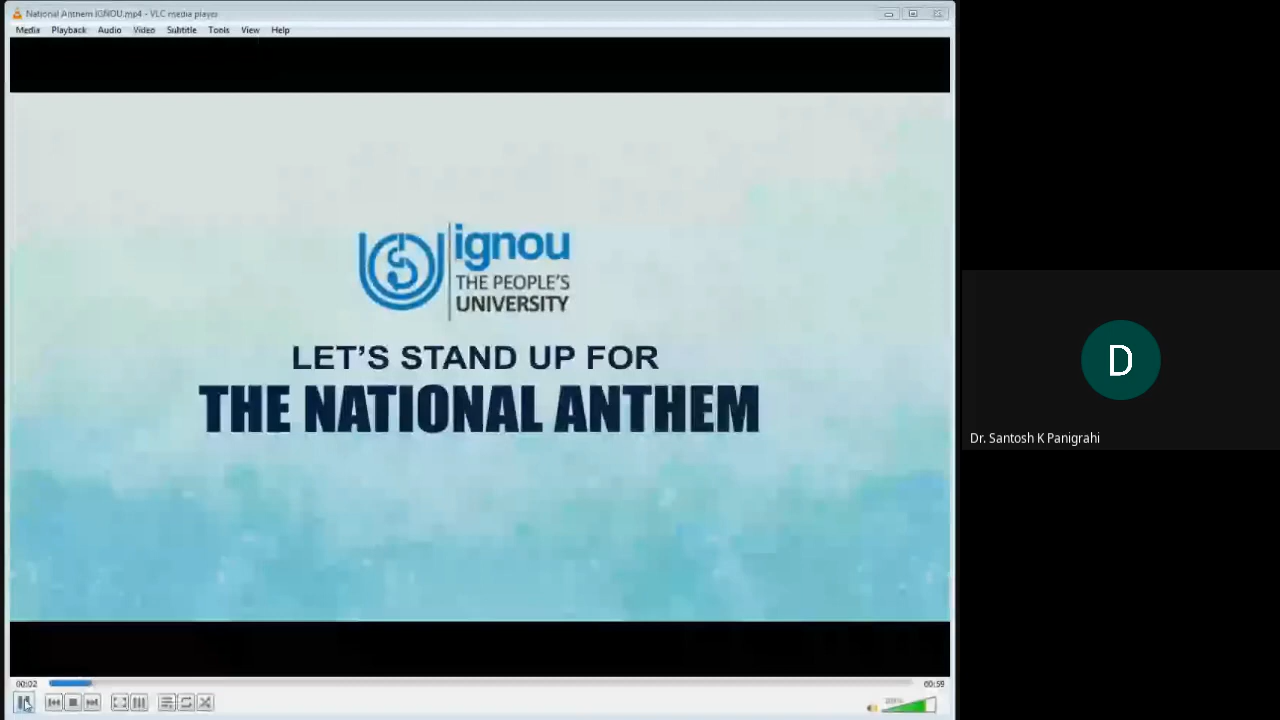 National Anthem IGNOU.mp4 - VLC media player
Media Playback Audio Video Subtitle Tools View Help
ignou
THE PEOPLE'S
UNIVERSITY
LET'S STAND UP FOR
THE NATIONAL ANTHEM
D
Dr. Santosh K Panigrahi
00:02
00:59